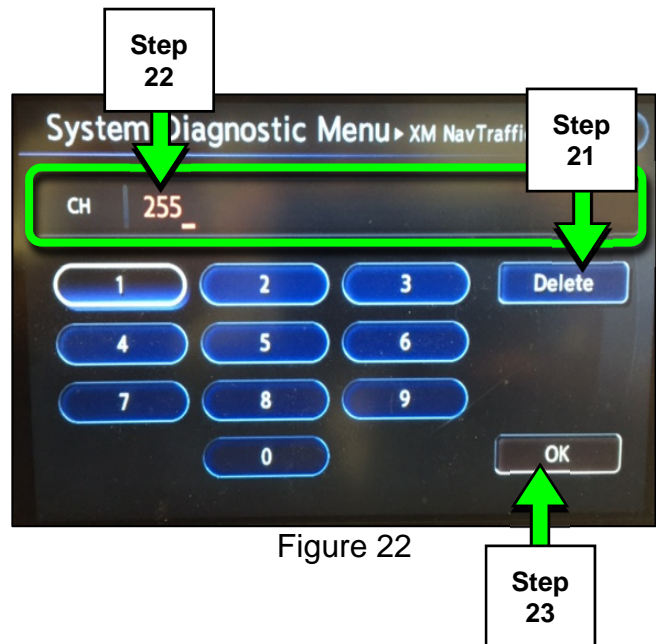 Step
22
System Diagnostic Menu▸ XM NavTraffi
Step
21
CH 255_
1 2 3 Delete
4 5 6
7 8 9
0 OK
Figure 22
Step
23